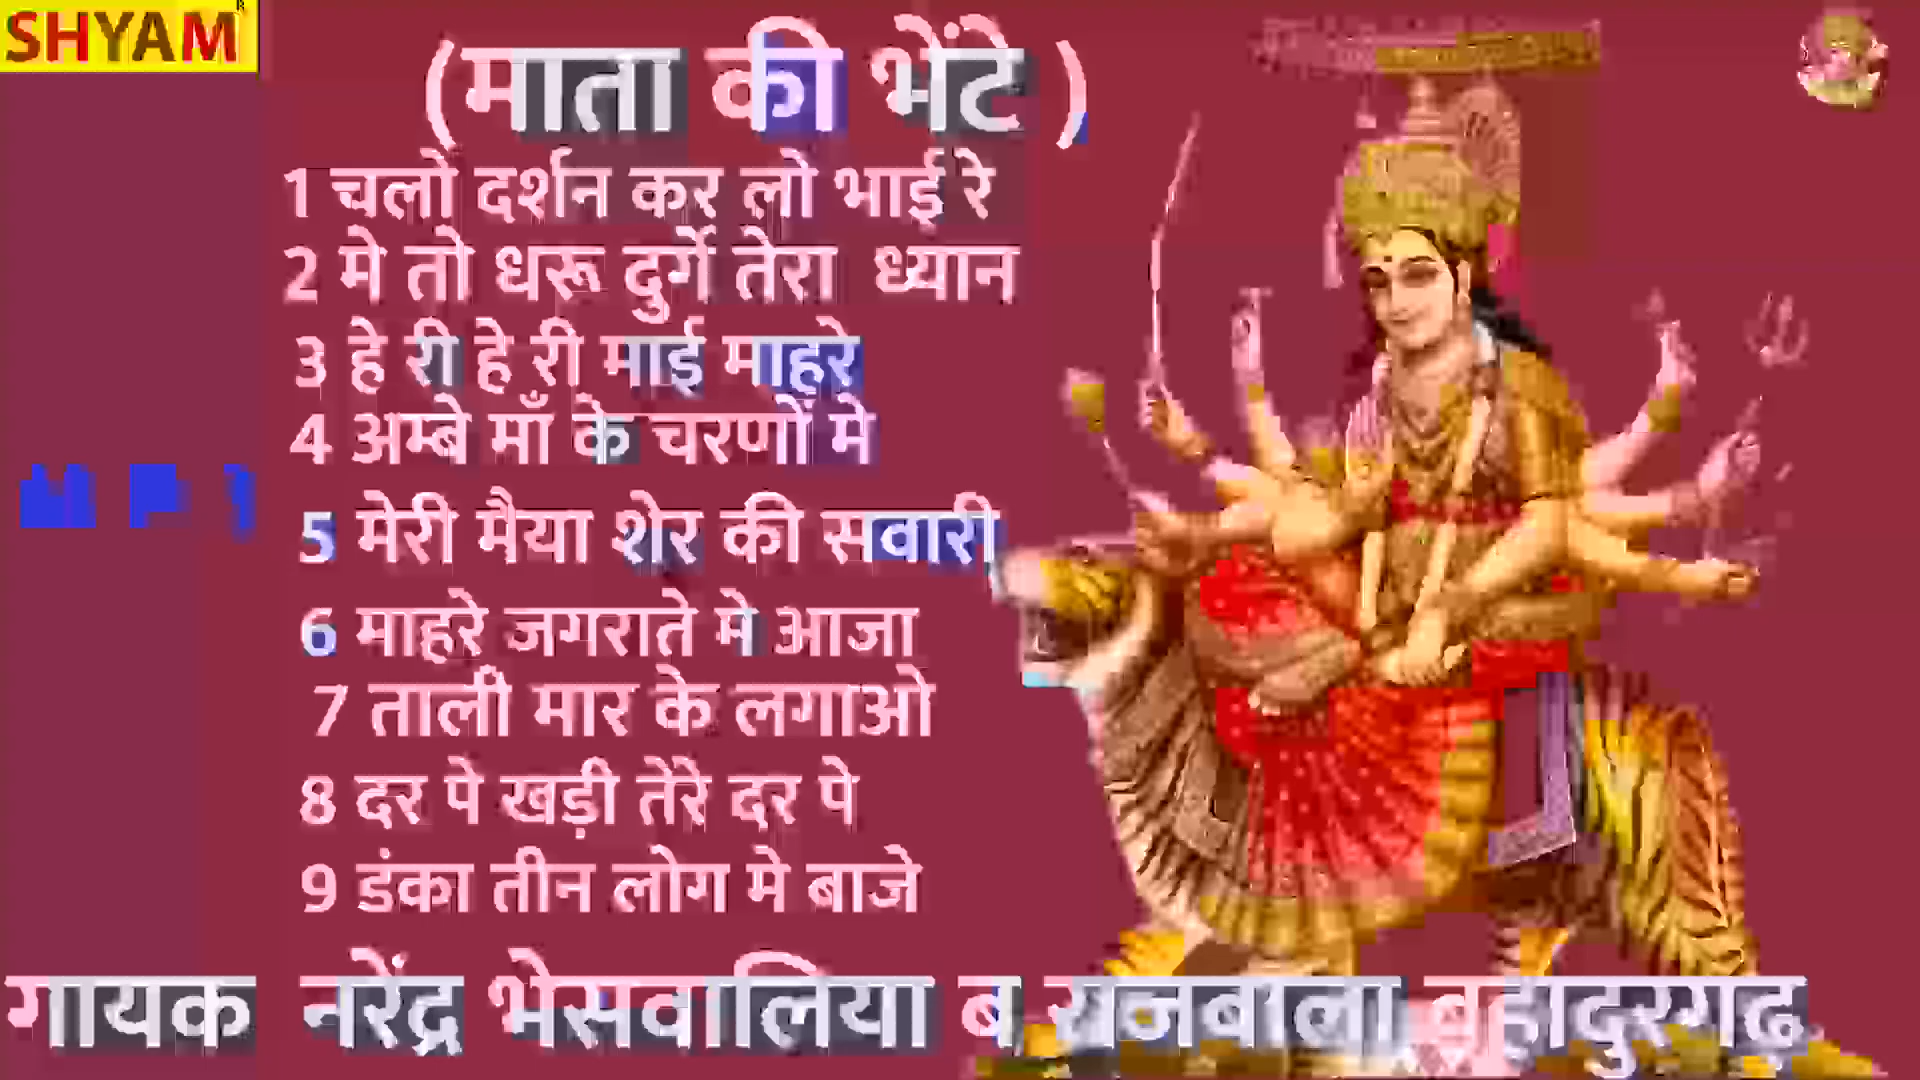 SHYAM
(माता की भेंटे )
1 चलो दर्शन कर लो भाई रे
2 मे तो धरू दुर्गे तेरा ध्यान
3 हे री हे री माई माहरे
4 अम्बे माँ के चरणों मे
5 मेरी मैया शेर की सवारी
6 माहरे जगराते मे आजा
7 ताली मार के लगाओ
8 दर पे खड़ी तेरे दर पे
9 डंका तीन लोग मे बाजे
गायक नरेंद्र भेसवालिया ब राजबाला बहादुरगढ़